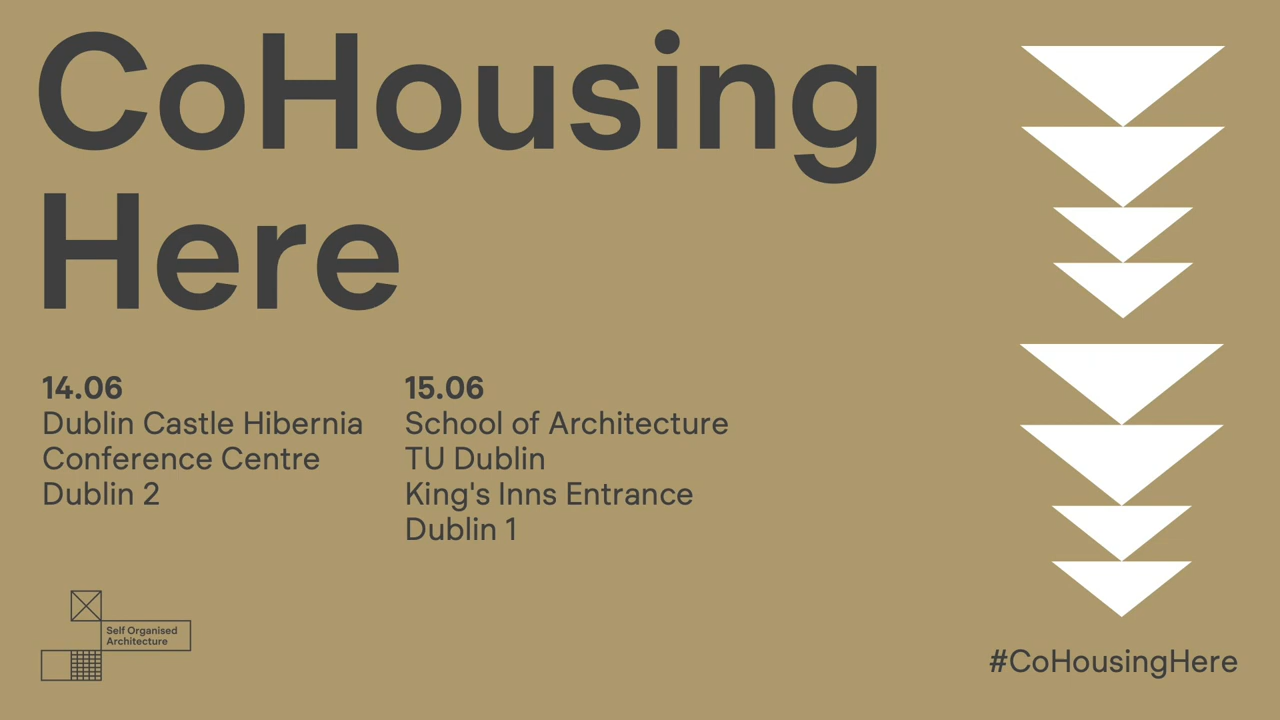 CoHousing
Here
14.06
Dublin Castle Hibernia
Conference Centre
Dublin 2
15.06
School of Architecture
TU Dublin
King's Inns Entrance
Dublin 1
Self Organised
Architecture
#CoHousingHere